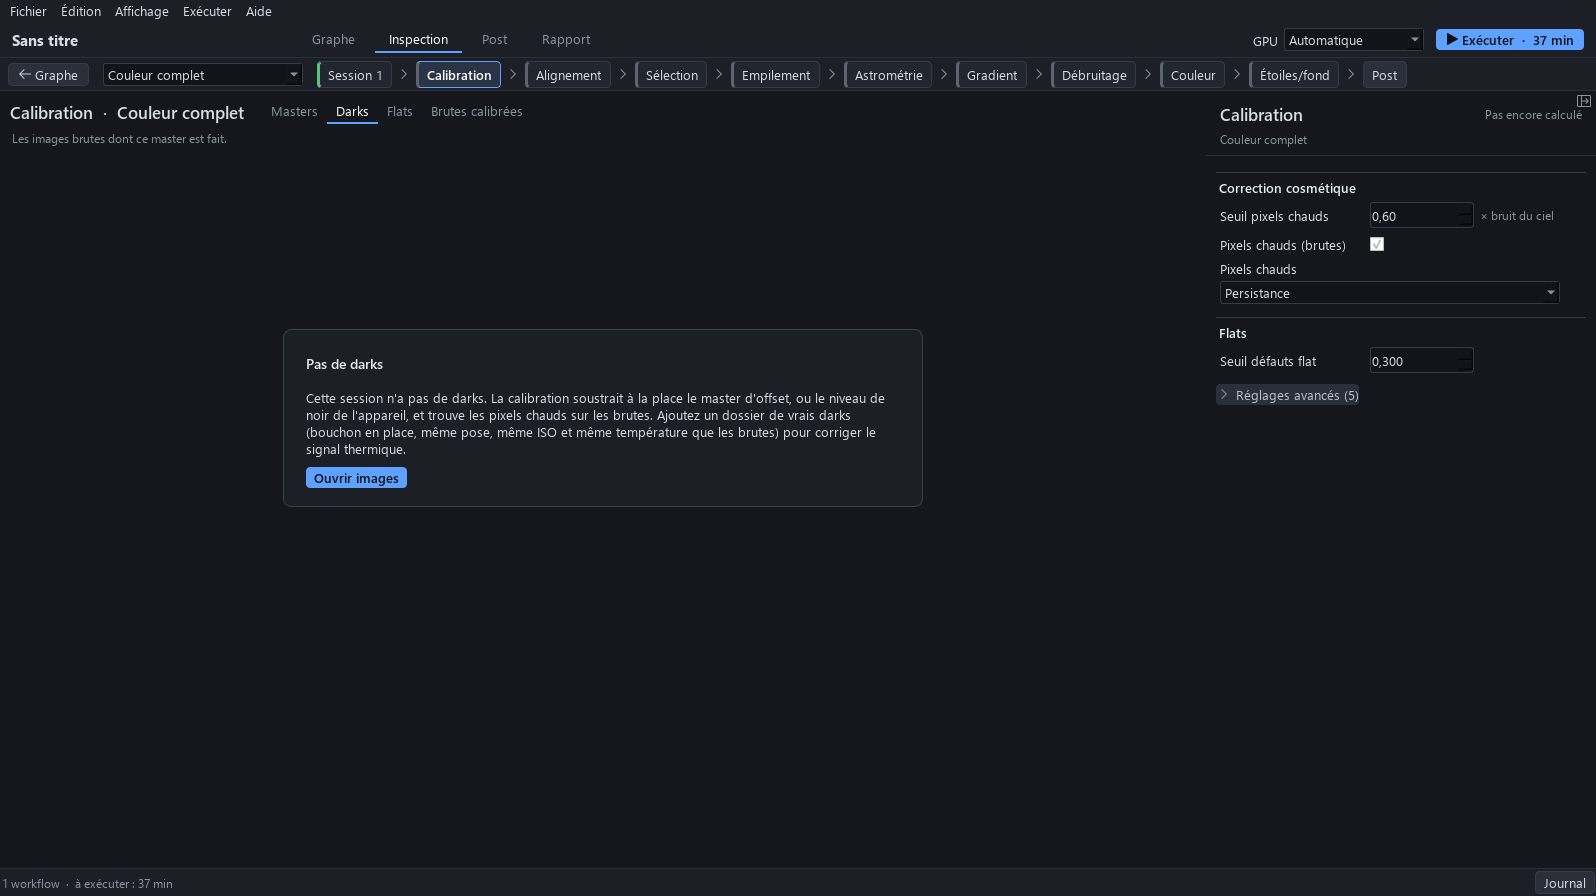 Fichier Édition Affichage Exécuter Aide
Sans titre
Graphe Inspection Post Rapport
GPU Automatique
Exécuter · 37 min
Graphe
Couleur complet
Session 1 Calibration Alignement Sélection Empilement Astrométrie Gradient Débruitage Couleur Étoiles/fond Post
Calibration · Couleur complet
Masters Darks Flats Brutes calibrées
Les images brutes dont ce master est fait.
Pas de darks
Cette session n'a pas de darks. La calibration soustrait à la place le master d'offset, ou le niveau de
noir de l'appareil, et trouve les pixels chauds sur les brutes. Ajoutez un dossier de vrais darks
(bouchon en place, même pose, même ISO et même température que les brutes) pour corriger le
signal thermique.
Ouvrir images
Calibration
Pas encore calculé
Couleur complet
Correction cosmétique
Seuil pixels chauds 0,60 × bruit du ciel
Pixels chauds (brutes)
Pixels chauds
Persistance
Flats
Seuil défauts flat 0,300
Réglages avancés (5)
1 workflow · à exécuter : 37 min
Journal